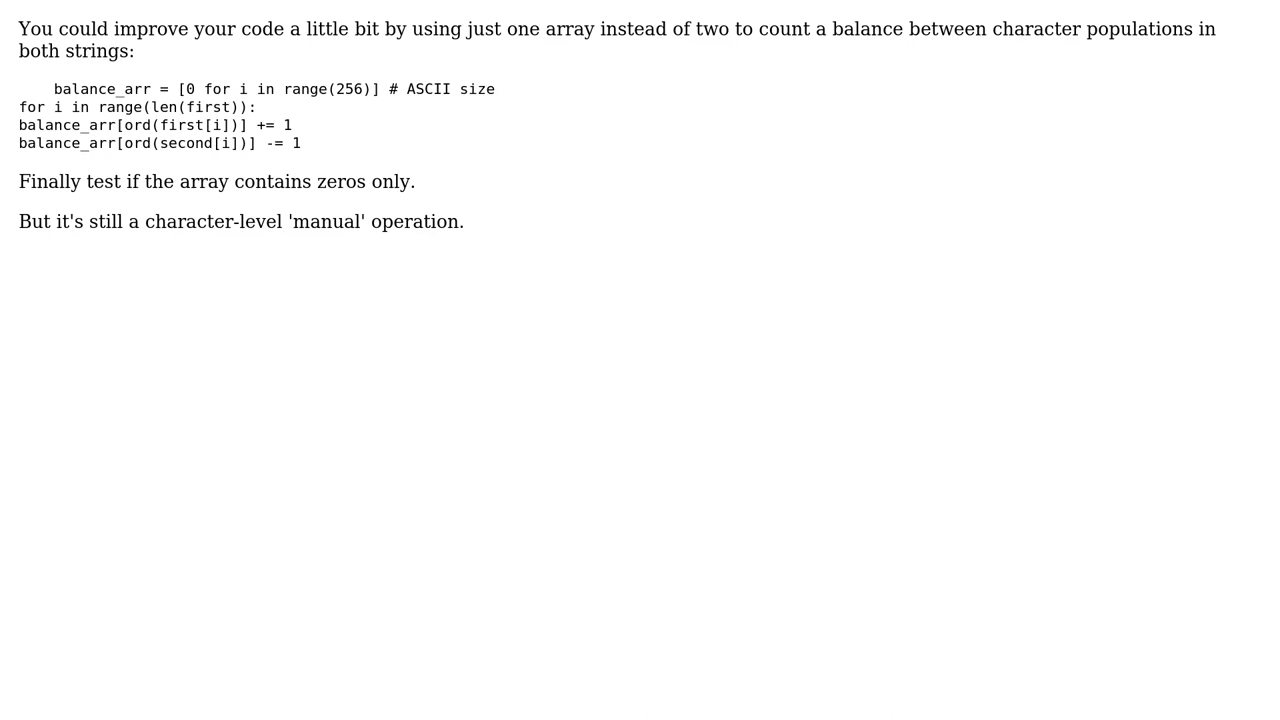 You could improve your code a little bit by using just one array instead of two to count a balance between character populations in
both strings:
    balance_arr = [0 for i in range(256)] # ASCII size
for i in range(len(first)):
balance_arr[ord(first[i])] += 1
balance_arr[ord(second[i])] -= 1
Finally test if the array contains zeros only.
But it's still a character-level 'manual' operation.